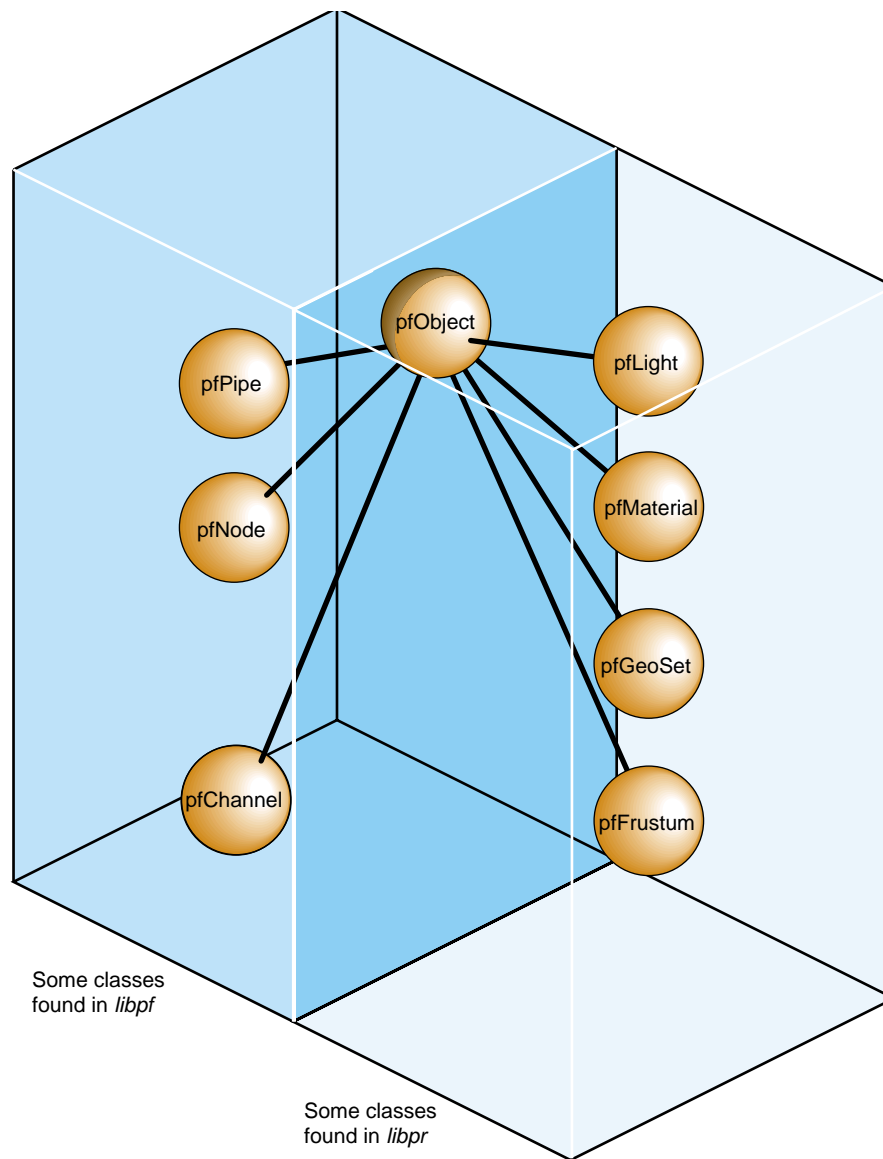 pfObject
pfPipe
pfLight
pfNode
pfMaterial
pfGeoSet
pfChannel
pfFrustum
Some classes
found in libpf
Some classes
found in libpr